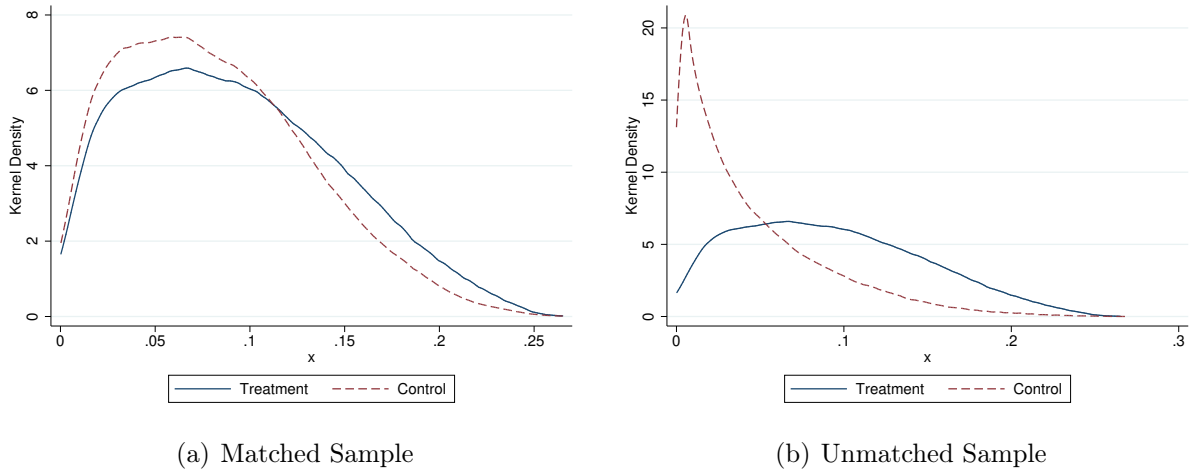 8
6
4
2
0
Kernel Density
0 .05 .1 .15 .2 .25
x
Treatment Control
(a) Matched Sample
20
15
10
5
0
Kernel Density
0 .1 .2 .3
x
Treatment Control
(b) Unmatched Sample